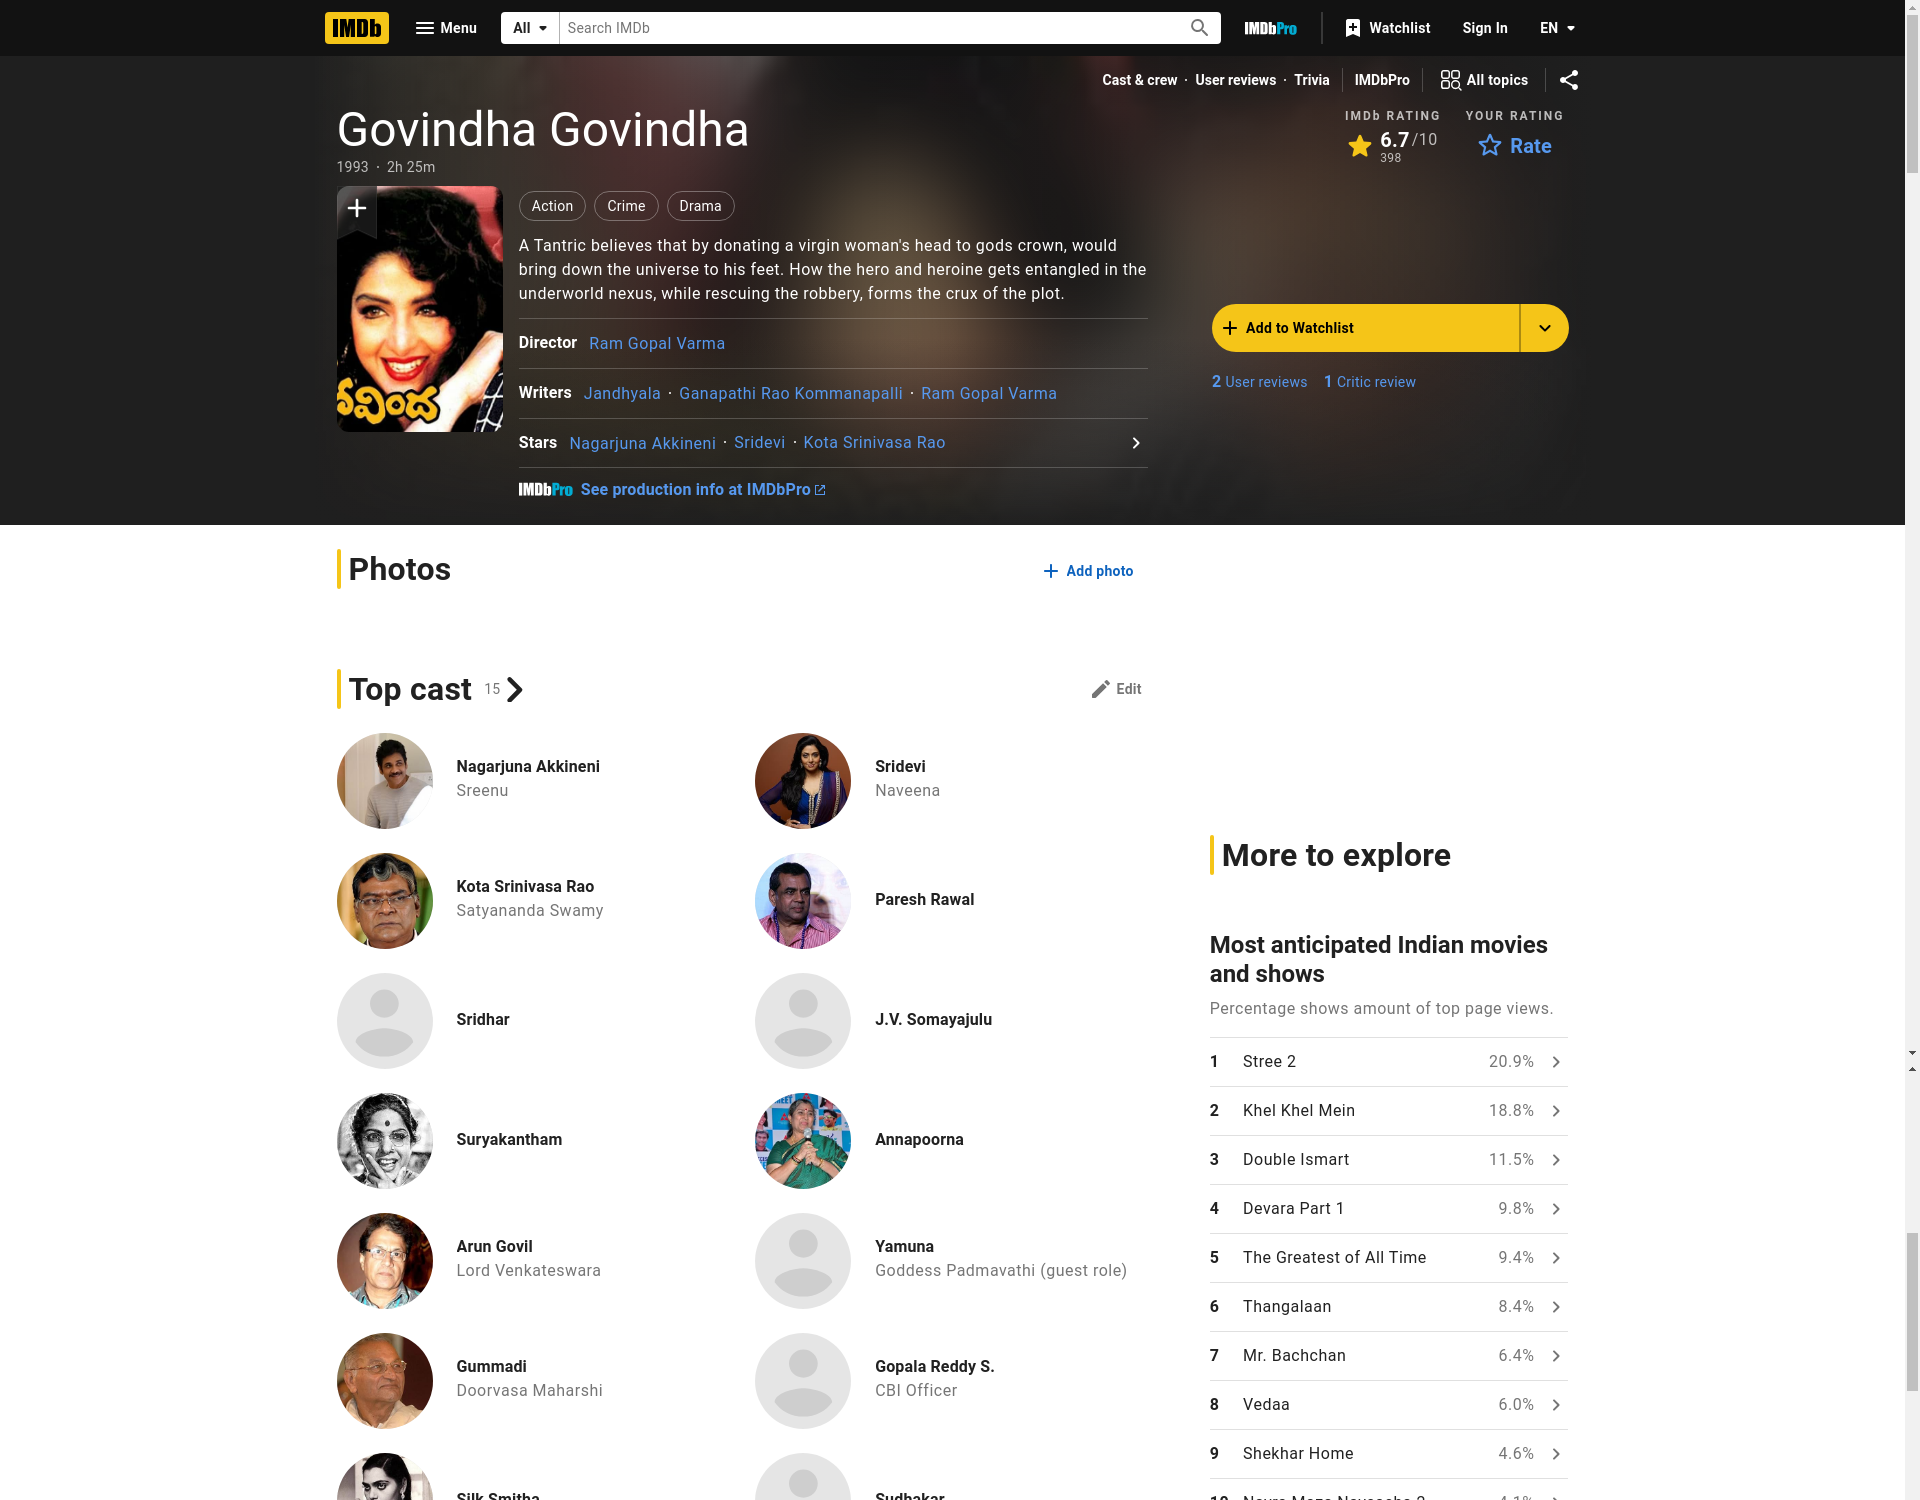 IMDb
Menu
All
Search IMDb
IMDbPro
Watchlist
Sign In
EN
Cast & crew · User reviews · Trivia
IMDbPro
All topics
Govindha Govindha
1993 · 2h 25m
IMDb RATING
6.7/10
398
YOUR RATING
Rate
Action
Crime
Drama
A Tantric believes that by donating a virgin woman's head to gods crown, would
bring down the universe to his feet. How the hero and heroine gets entangled in the
underworld nexus, while rescuing the robbery, forms the crux of the plot.
Director Ram Gopal Varma
Writers Jandhyala · Ganapathi Rao Kommanapalli · Ram Gopal Varma
Stars Nagarjuna Akkineni · Sridevi · Kota Srinivasa Rao
IMDbPro See production info at IMDbPro
Add to Watchlist
2 User reviews 1 Critic review
Photos
Add photo
Top cast 15
Edit
Nagarjuna Akkineni
Sreenu
Sridevi
Naveena
Kota Srinivasa Rao
Satyananda Swamy
Paresh Rawal
Sridhar
J.V. Somayajulu
Suryakantham
Annapoorna
Arun Govil
Lord Venkateswara
Yamuna
Goddess Padmavathi (guest role)
Gummadi
Doorvasa Maharshi
Gopala Reddy S.
CBI Officer
Silk Smitha
Sudhakar
More to explore
Most anticipated Indian movies
and shows
Percentage shows amount of top page views.
1 Stree 2 20.9%
2 Khel Khel Mein 18.8%
3 Double Ismart 11.5%
4 Devara Part 1 9.8%
5 The Greatest of All Time 9.4%
6 Thangalaan 8.4%
7 Mr. Bachchan 6.4%
8 Vedaa 6.0%
9 Shekhar Home 4.6%